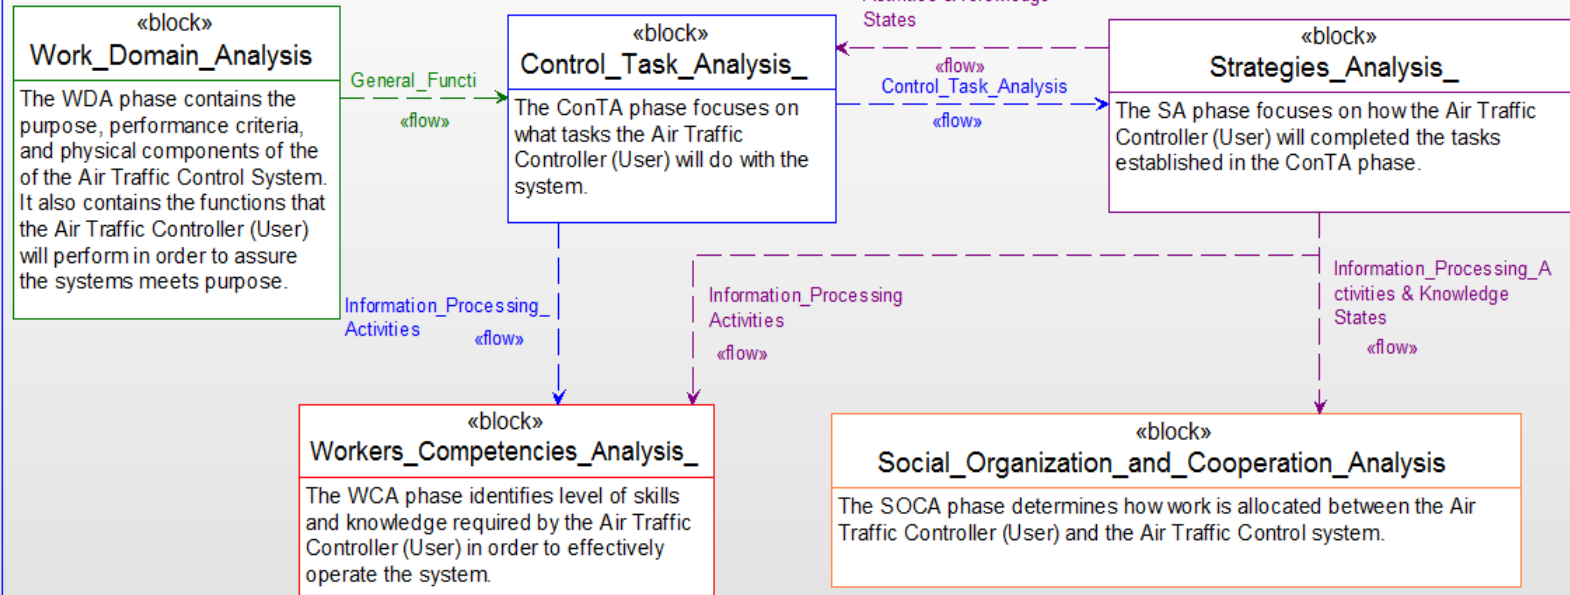 «block»
Work_Domain_Analysis
The WDA phase contains the
purpose, performance criteria,
and physical components of the
of the Air Traffic Control System.
It also contains the functions that
the Air Traffic Controller (User)
will perform in order to assure
the systems meets purpose.
General_Functi
«flow»
«block»
Control_Task_Analysis_
The ConTA phase focuses on
what tasks the Air Traffic
Controller (User) will do with the
system.
States
«flow»
Control_Task_Analysis
«flow»
«block»
Strategies_Analysis_
The SA phase focuses on how the Air Traffic
Controller (User) will completed the tasks
established in the ConTA phase.
Information_Processing_
Activities
«flow»
Information_Processing
Activities
«flow»
Information_Processing_A
ctivities & Knowledge
States
«flow»
«block»
Workers_Competencies_Analysis_
The WCA phase identifies level of skills
and knowledge required by the Air Traffic
Controller (User) in order to effectively
operate the system.
«block»
Social_Organization_and_Cooperation_Analysis
The SOCA phase determines how work is allocated between the Air
Traffic Controller (User) and the Air Traffic Control system.